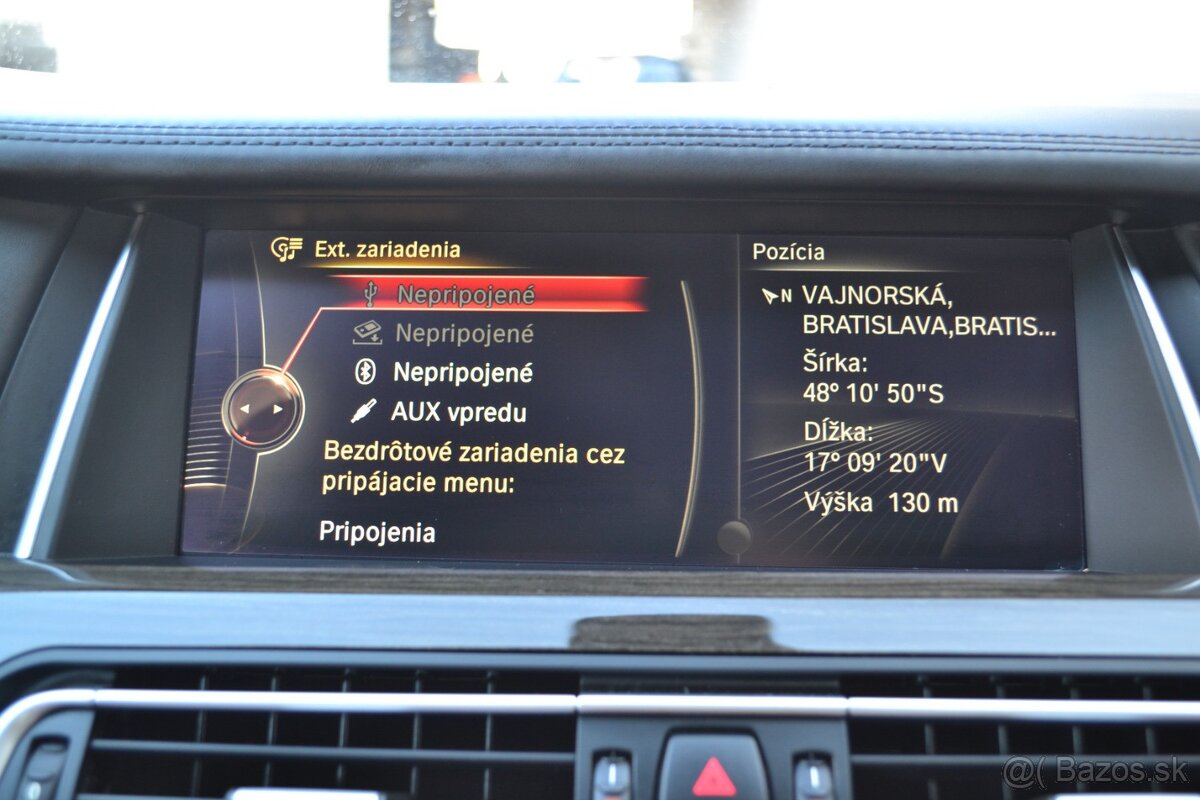 Ext. zariadenia
Nepripojené
Nepripojené
Nepripojené
AUX vpredu
Bezdrôtové zariadenia cez
pripájacie menu:
Pripojenia
Pozícia
N VAJNORSKÁ,
BRATISLAVA,BRATIS...
Šírka:
48° 10' 50"S
Dĺžka:
17° 09' 20"V
Výška 130 m
@( Bazos.sk